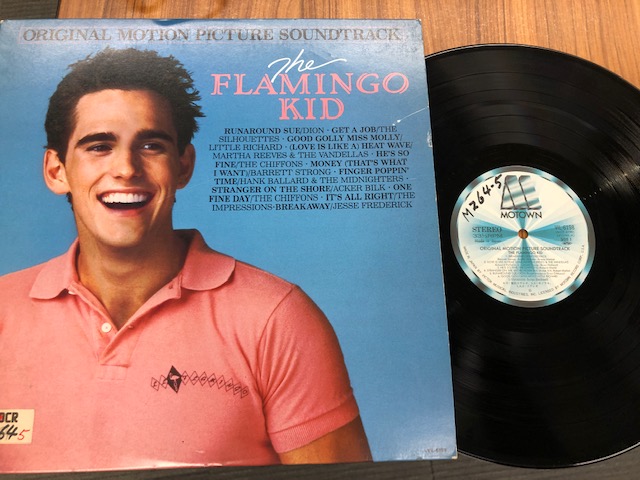 ORIGINAL MOTION PICTURE SOUNDTRACK
The
FLAMINGO
KID
RUNAROUND SUE/DION · GET A JOB/THE
SILHOUETTES · GOOD GOLLY MISS MOLLY/
LITTLE RICHARD · (LOVE IS LIKE A) HEAT WAVE/
MARTHA REEVES & THE VANDELLAS · HE'S SO
FINE/THE CHIFFONS · MONEY (THAT'S WHAT
I WANT)/BARRETT STRONG · FINGER POPPIN'
TIME/HANK BALLARD & THE MIDNIGHTERS ·
STRANGER ON THE SHORE/ACKER BILK · ONE
FINE DAY/THE CHIFFONS · IT'S ALL RIGHT/THE
IMPRESSIONS·BREAKAWAY/JESSE FREDERICK
OCR
645
M264-5
MOTOWN
STEREO
ORIGINAL MOTION PICTURE SOUNDTRACK
THE FLAMINGO KID